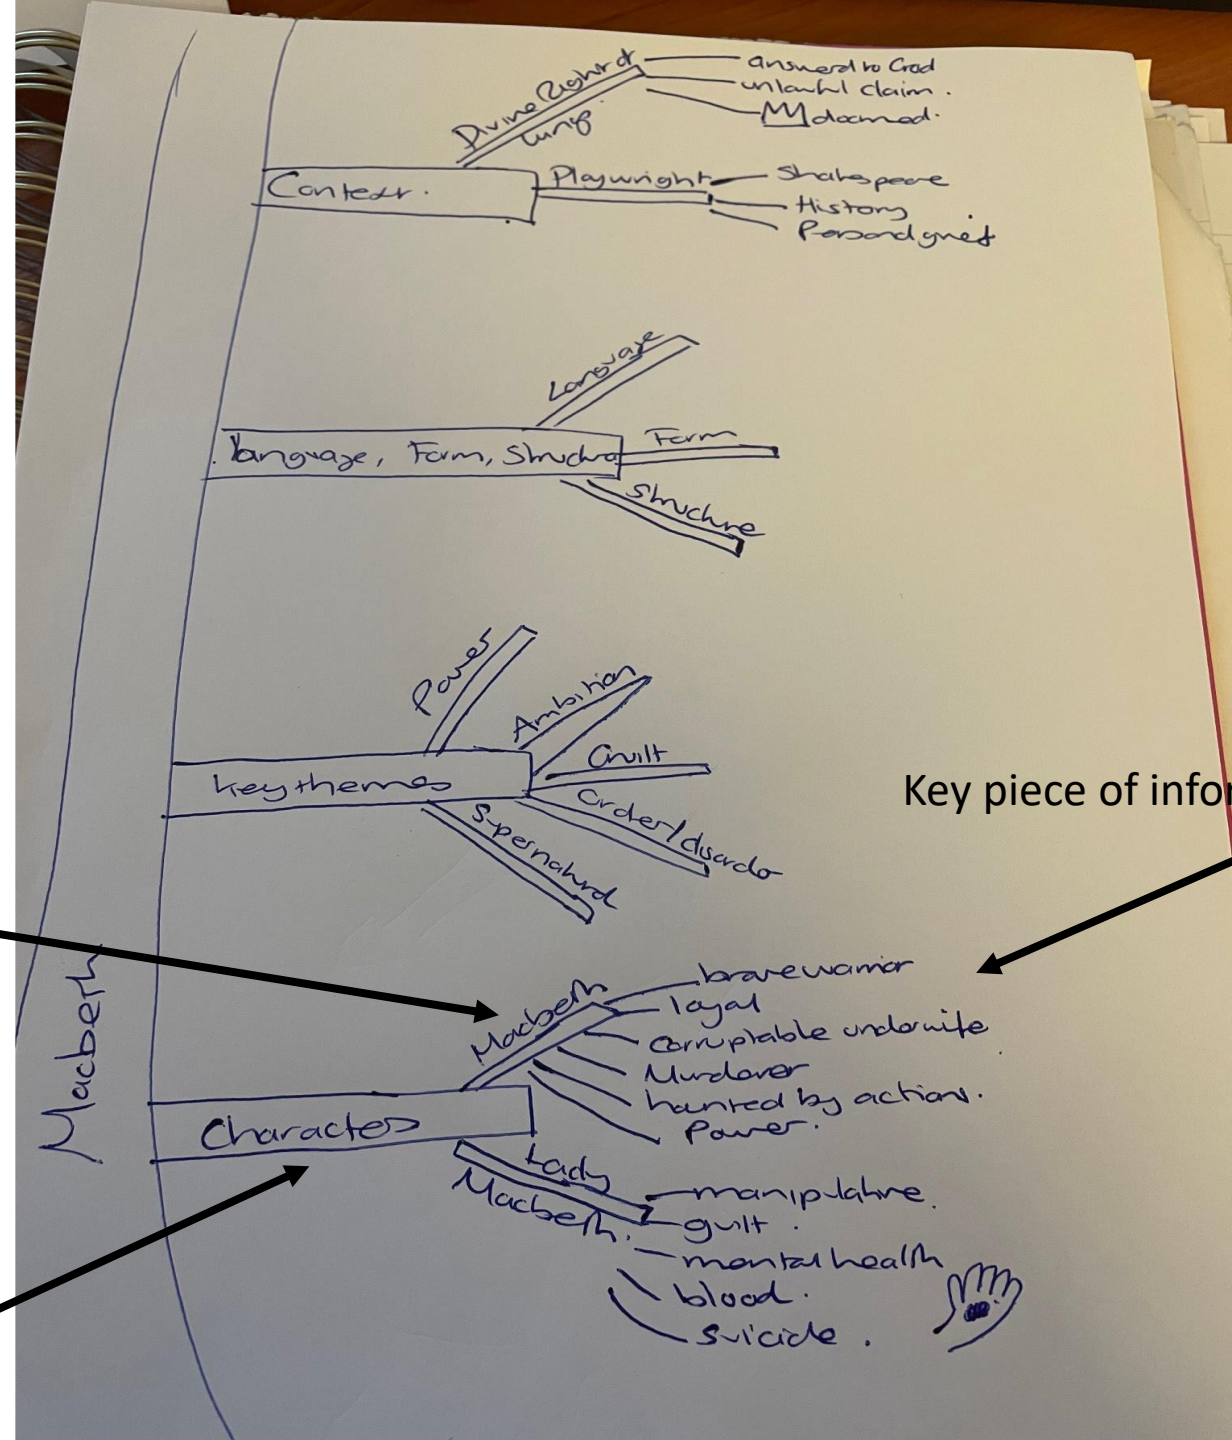 Divine Right of
answered to God
unlawful claim.
Kings
doomed.
Context.
Playwright
Shakespeare
History
Personal grief
Language
Language, Form, Structure
Form
Structure
Power
Ambition
Key themes
Guilt
Order/disorder
Supernatural
Key piece of infor
Macbeth
Macbeth
brave warrior
loyal
corruptable under wife
Murderer
haunted by actions.
Power.
Characters
Lady
Macbeth.
manipulative.
guilt.
mental health
blood.
suicide.